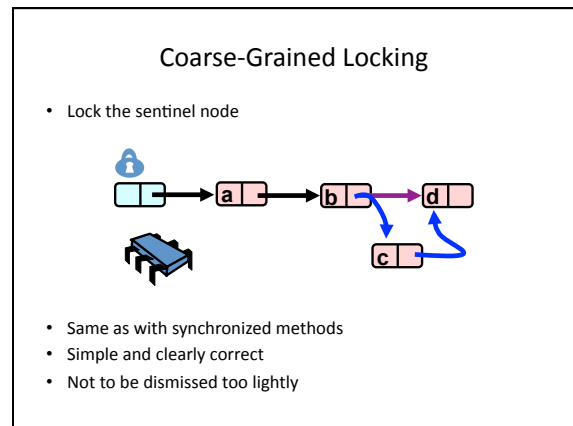 Coarse-Grained Locking
• Lock the sentinel node
a
b
d
c
• Same as with synchronized methods
• Simple and clearly correct
• Not to be dismissed too lightly